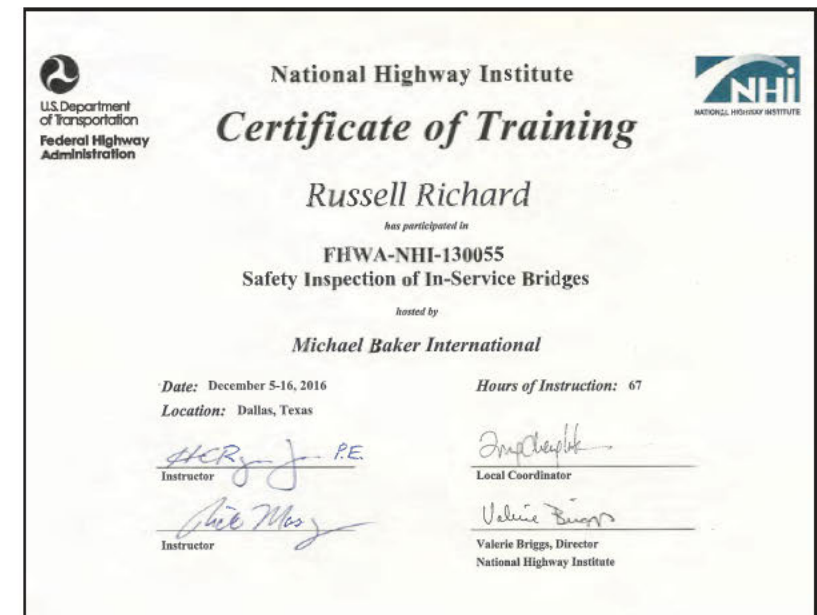 U.S. Department
of Transportation
Federal Highway
Administration
National Highway Institute
Certificate of Training
NHI
NATIONAL HIGHWAY INSTITUTE
Russell Richard
has participated in
FHWA-NHI-130055
Safety Inspection of In-Service Bridges
hosted by
Michael Baker International
Date: December 5-16, 2016
Hours of Instruction: 67
Location: Dallas, Texas
P.E.
Instructor
Local Coordinator
Valerie Briggs
Instructor
Valerie Briggs, Director
National Highway Institute